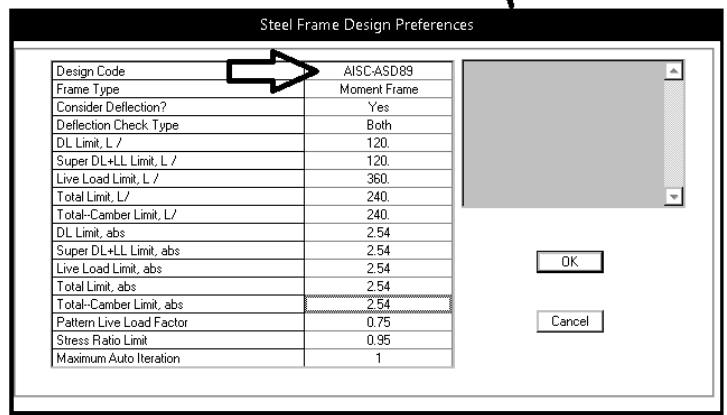 Steel Frame Design Preferences
Design Code AISC-ASD89
Frame Type Moment Frame
Consider Deflection? Yes
Deflection Check Type Both
DL Limit, L / 120.
Super DL+LL Limit, L / 120.
Live Load Limit, L / 360.
Total Limit, L/ 240.
Total--Camber Limit, L/ 240.
DL Limit, abs 2.54
Super DL+LL Limit, abs 2.54
Live Load Limit, abs 2.54
Total Limit, abs 2.54
Total--Camber Limit, abs 2.54
Pattern Live Load Factor 0.75
Stress Ratio Limit 0.95
Maximum Auto Iteration 1
OK
Cancel